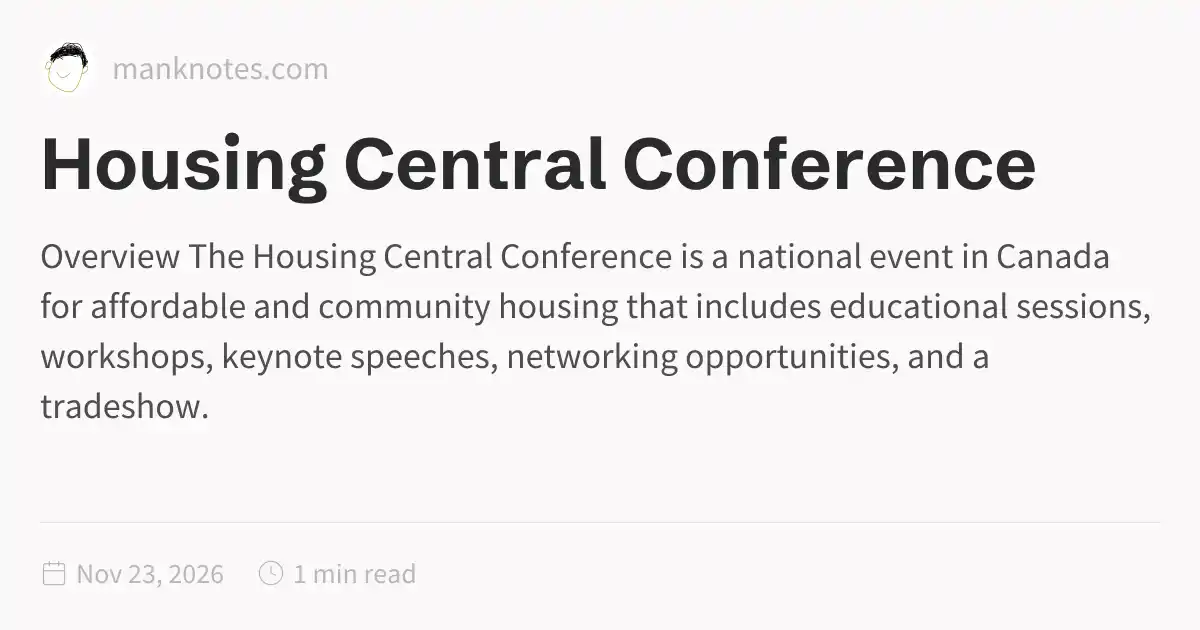 manknotes.com
Housing Central Conference
Overview The Housing Central Conference is a national event in Canada
for affordable and community housing that includes educational sessions,
workshops, keynote speeches, networking opportunities, and a
tradeshow.
Nov 23, 2026 1 min read